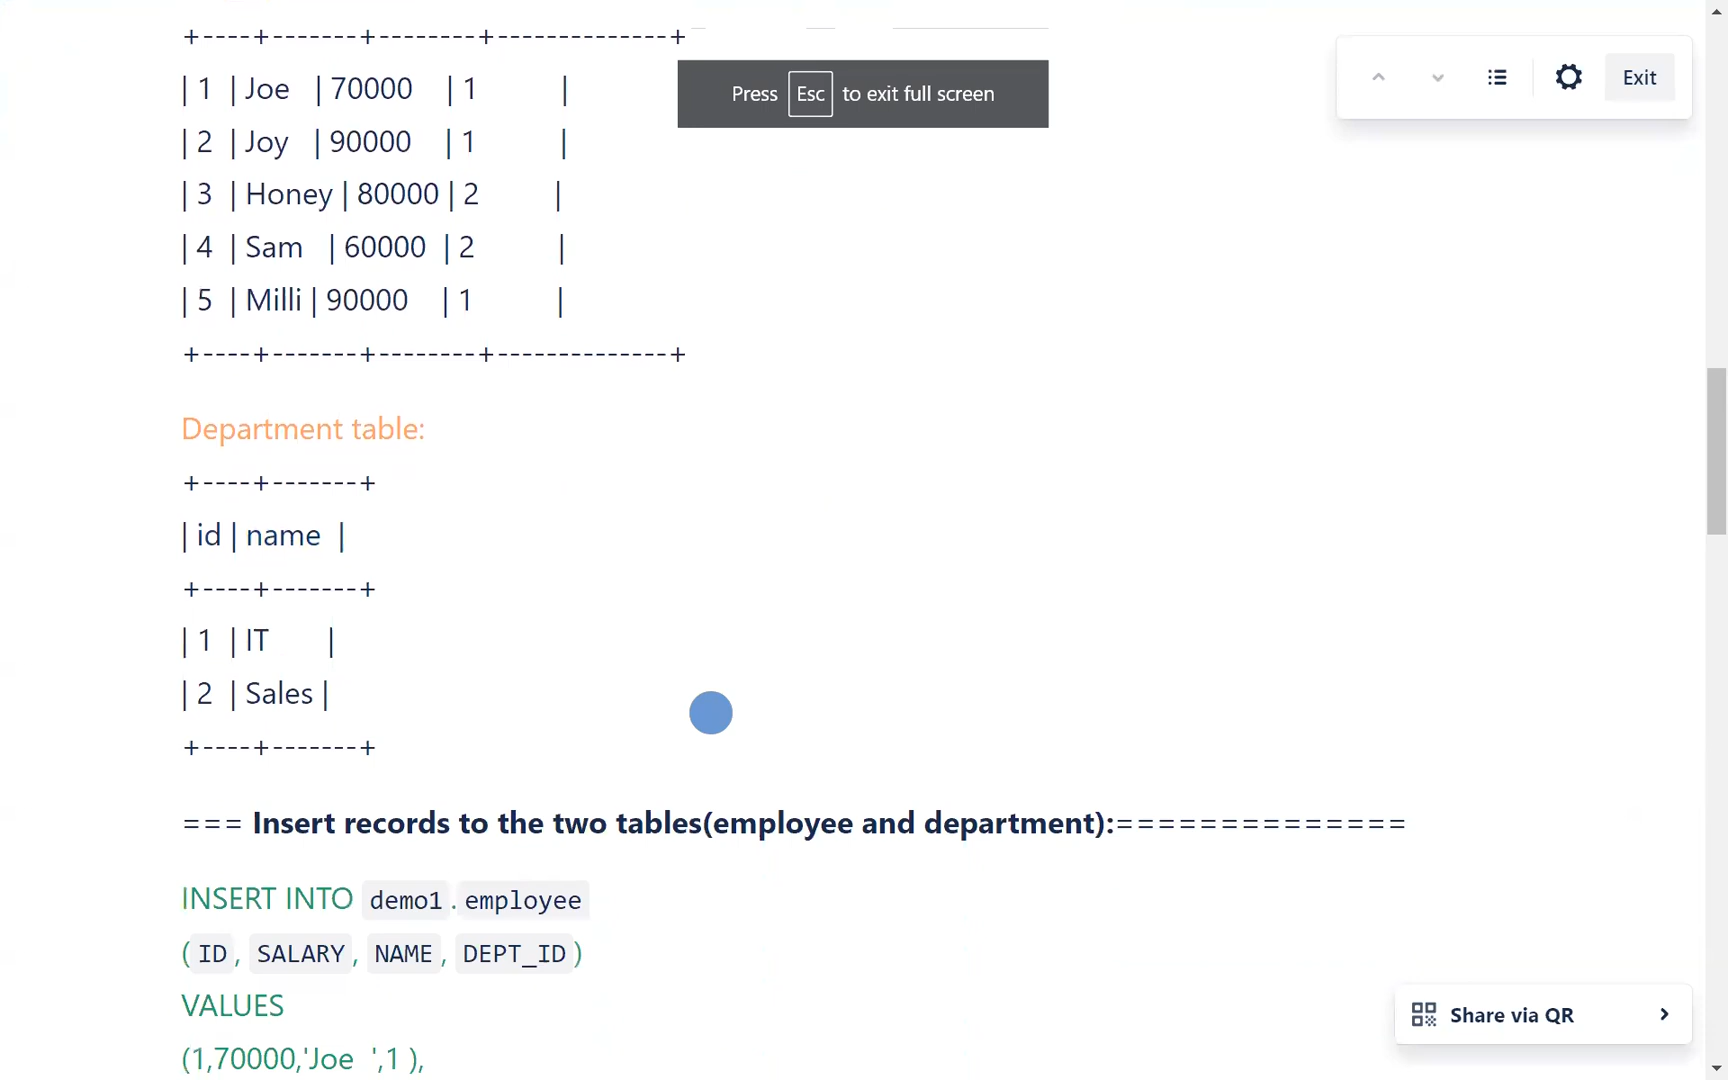 +----+-------+--------+-------------+
| 1 | Joe | 70000 | 1 |
| 2 | Joy | 90000 | 1 |
| 3 | Honey | 80000 | 2 |
| 4 | Sam | 60000 | 2 |
| 5 | Milli | 90000 | 1 |
+----+-------+--------+-------------+
Press Esc to exit full screen
Exit
Department table:
+----+-------+
| id | name |
+----+-------+
| 1 | IT |
| 2 | Sales |
+----+-------+
=== Insert records to the two tables(employee and department):==============
INSERT INTO demo1.employee
(ID, SALARY, NAME, DEPT_ID)
VALUES
(1,70000,'Joe ',1 ),
Share via QR